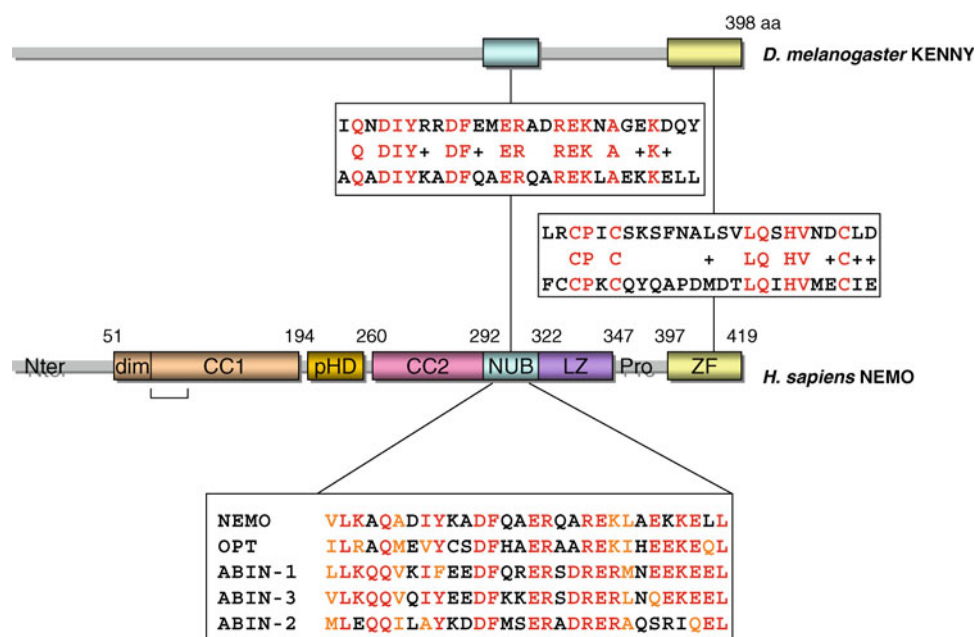 398 aa
D. melanogaster KENNY
IQNDIYRRDFEMERADREKNAGEKDQY
Q DIY+ DF+ ER REK A +K+
AQADIYKADFQAERQAREKLAEKKELL
LRCPICSKSFNALSVLQSHVNDCLD
CP C + LQ HV +C++
FCCPKCQYQAPDMDTLQIHVMECIE
51 194 260 292 322 347 397 419
Nter dim CC1 pHD CC2 NUB LZ Pro ZF
H. sapiens NEMO
NEMO VLKAQADIYKADFQAERQAREKLAEKKELL
OPT ILRAQMEVYCSDFHAERAAREKIHEEKEQL
ABIN-1 LLKQQVKIFEEDFQRERSDRERMNEEKEEL
ABIN-3 VLKQQVQIYEEDFKKERSDRERLNQEKEEL
ABIN-2 MLEQQILAYKDDFMSERADRERAQSRIQEL